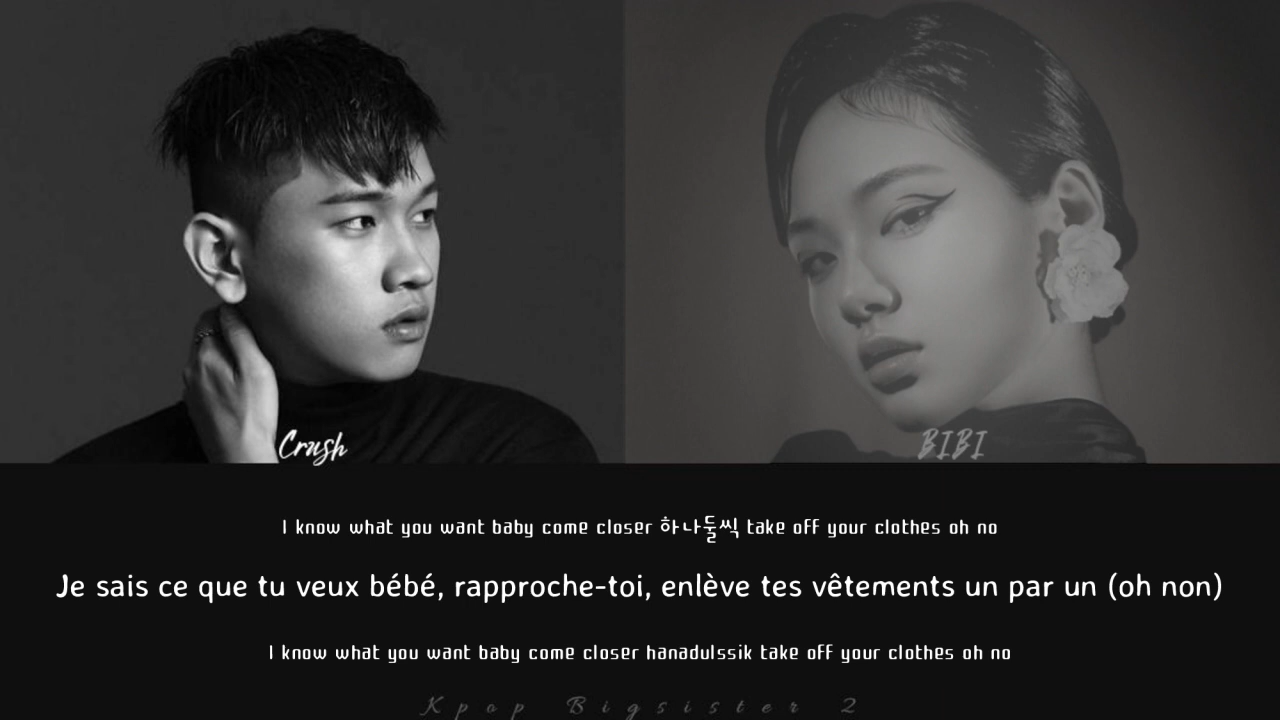 Crush
BIBI
I know what you want baby come closer 하나둘씩 take off your clothes oh no
Je sais ce que tu veux bébé, rapproche-toi, enlève tes vêtements un par un (oh non)
I know what you want baby come closer hanadulssik take off your clothes oh no
Kpop Bigsister 2